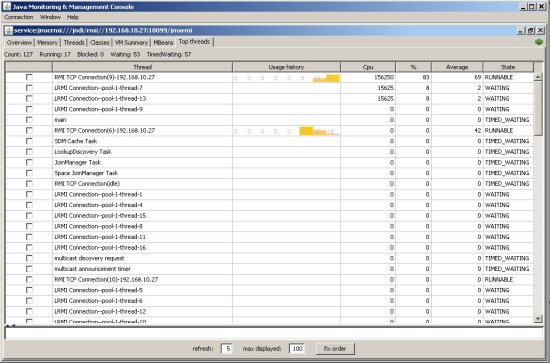 Java Monitoring & Management Console
Connection Window Help
service:jmx:rmi:///jndi/rmi://192.168.10.27:10099/jmxrmi
Overview Memory Threads Classes VM Summary MBeans Top threads
Count: 127 Running: 17 Blocked: 0 Waiting: 53 TimedWaiting: 57
Thread Usage history Cpu % Average State
RMI TCP Connection(9)-192.168.10.27 0 0 0 0 0 156250 83 69 RUNNABLE
LRMI Connection--pool-1-thread-7 15625 8 2 WAITING
LRMI Connection--pool-1-thread-13 15625 8 2 WAITING
LRMI Connection--pool-1-thread-9 0 0 0 WAITING
main 0 0 0 TIMED_WAITING
RMI TCP Connection(6)-192.168.10.27 0 0 0 0 0 0 0 42 RUNNABLE
SDM Cache Task 0 0 0 TIMED_WAITING
LookupDiscovery Task 0 0 0 TIMED_WAITING
JoinManager Task 0 0 0 TIMED_WAITING
Space JoinManager Task 0 0 0 TIMED_WAITING
RMI TCP Connection(idle) 0 0 0 TIMED_WAITING
LRMI Connection--pool-1-thread-1 0 0 0 WAITING
LRMI Connection--pool-1-thread-4 0 0 0 WAITING
LRMI Connection--pool-1-thread-15 0 0 0 WAITING
LRMI Connection--pool-1-thread-8 0 0 0 WAITING
LRMI Connection--pool-1-thread-11 0 0 0 WAITING
LRMI Connection--pool-1-thread-16 0 0 0 WAITING
multicast discovery request 0 0 0 TIMED_WAITING
multicast announcement timer 0 0 0 TIMED_WAITING
RMI TCP Connection(10)-192.168.10.27 0 0 0 RUNNABLE
LRMI Connection--pool-1-thread-5 0 0 0 WAITING
LRMI Connection--pool-1-thread-6 0 0 0 WAITING
LRMI Connection--pool-1-thread-12 0 0 0 WAITING
LRMI Connection--pool-1-thread-10 0 0 0 WAITING
refresh: 5 max displayed: 100 fix order